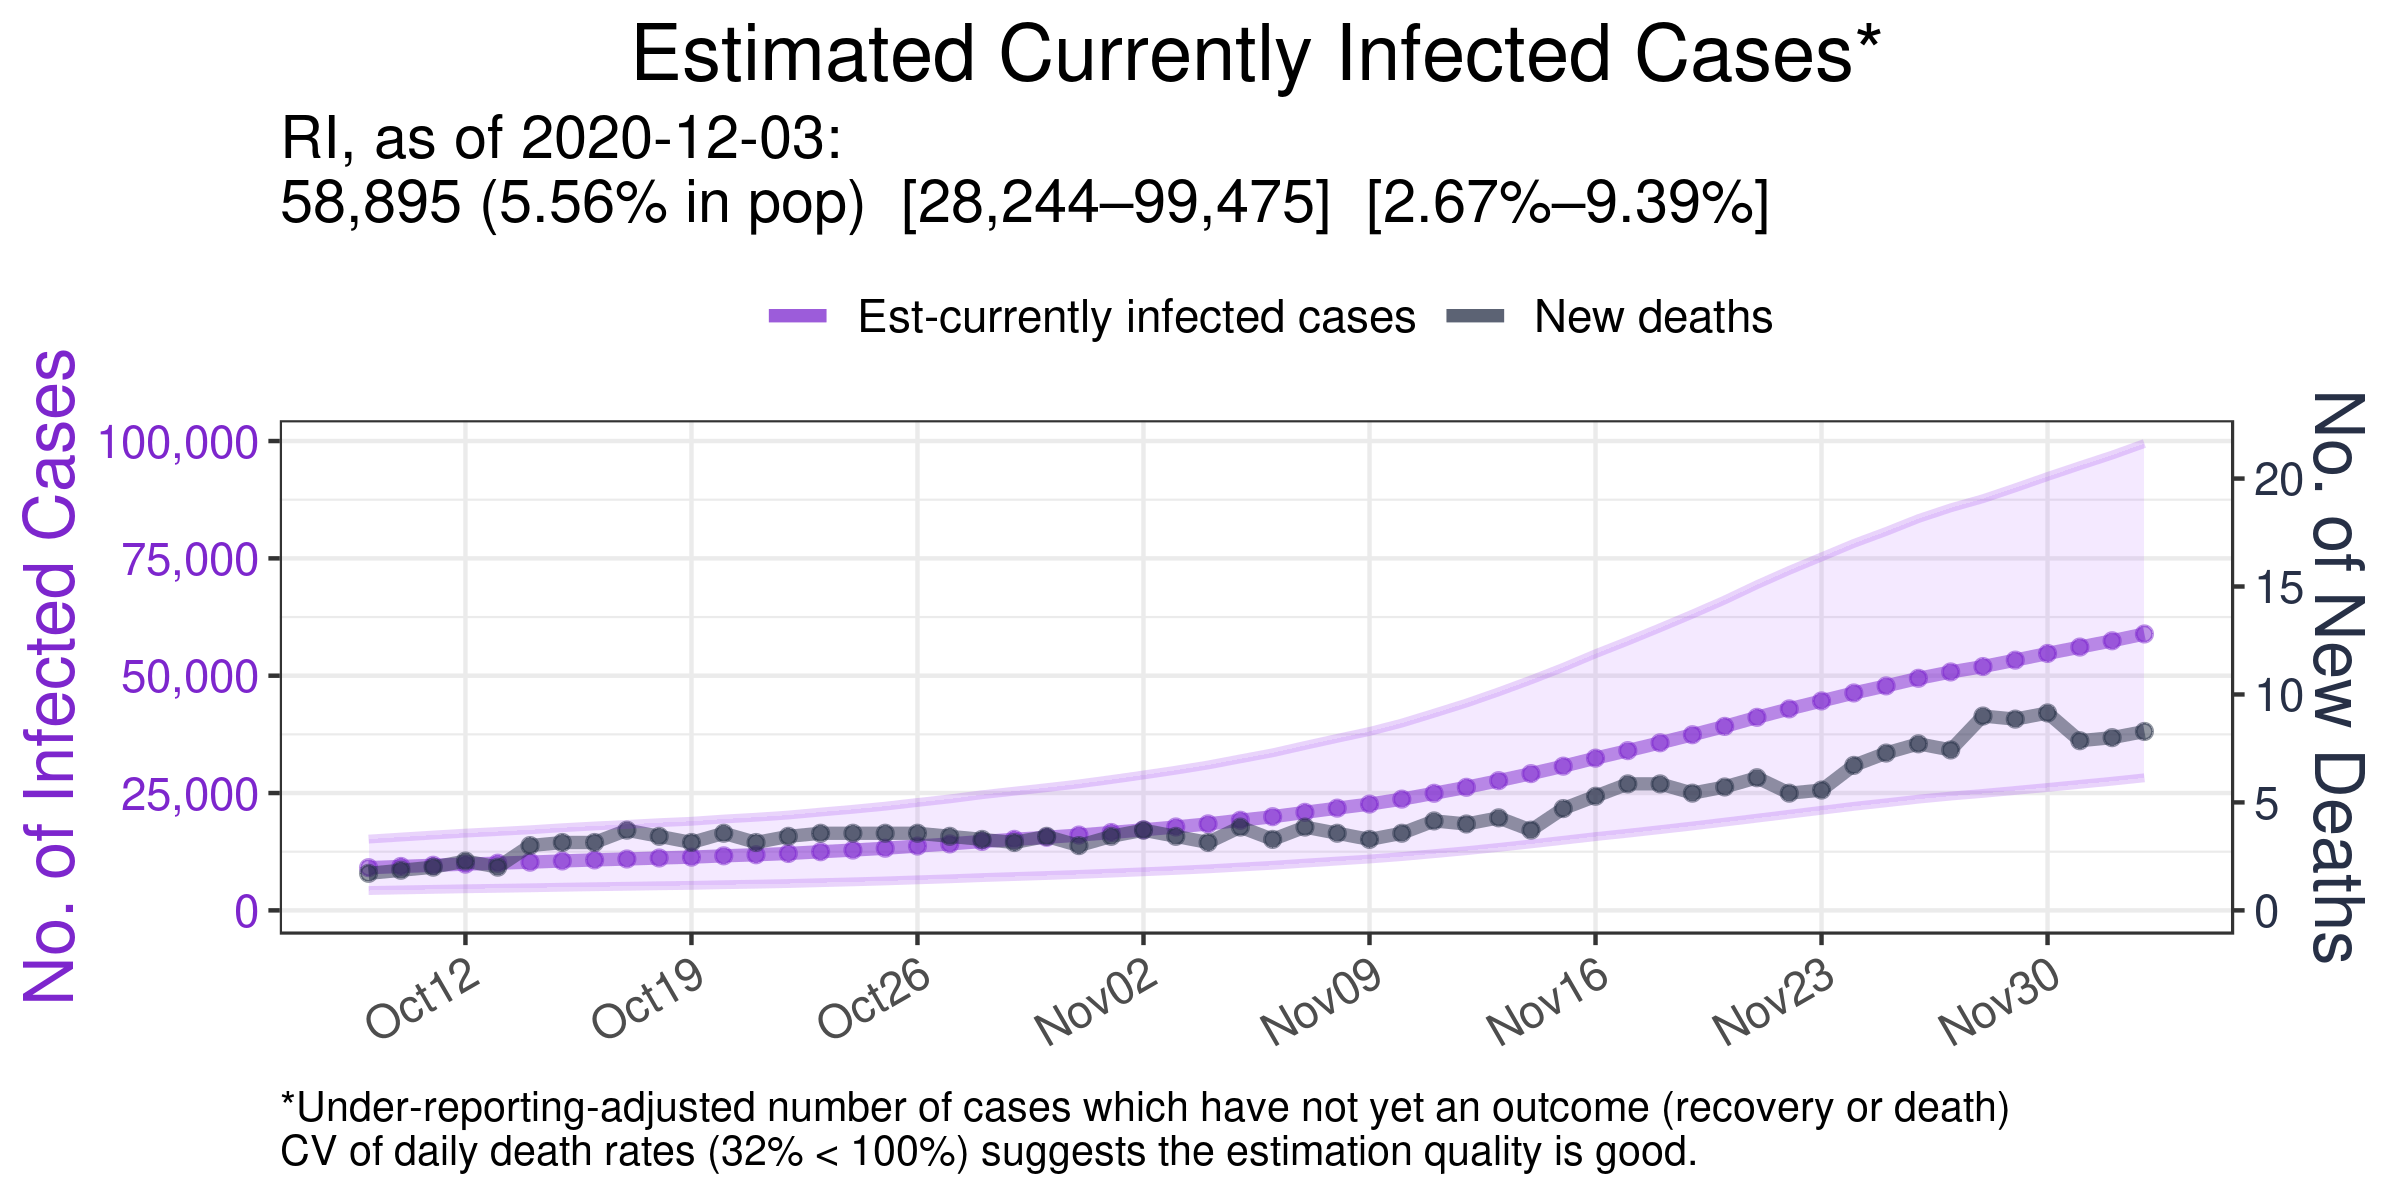 Estimated Currently Infected Cases*
RI, as of 2020-12-03:
58,895 (5.56% in pop)  [28,244–99,475]  [2.67%–9.39%]
Est-currently infected cases
New deaths
No. of Infected Cases
100,000
75,000
50,000
25,000
0
20
15
10
5
0
No. of New Deaths
Oct12
Oct19
Oct26
Nov02
Nov09
Nov16
Nov23
Nov30
*Under-reporting-adjusted number of cases which have not yet an outcome (recovery or death)
CV of daily death rates (32% < 100%) suggests the estimation quality is good.